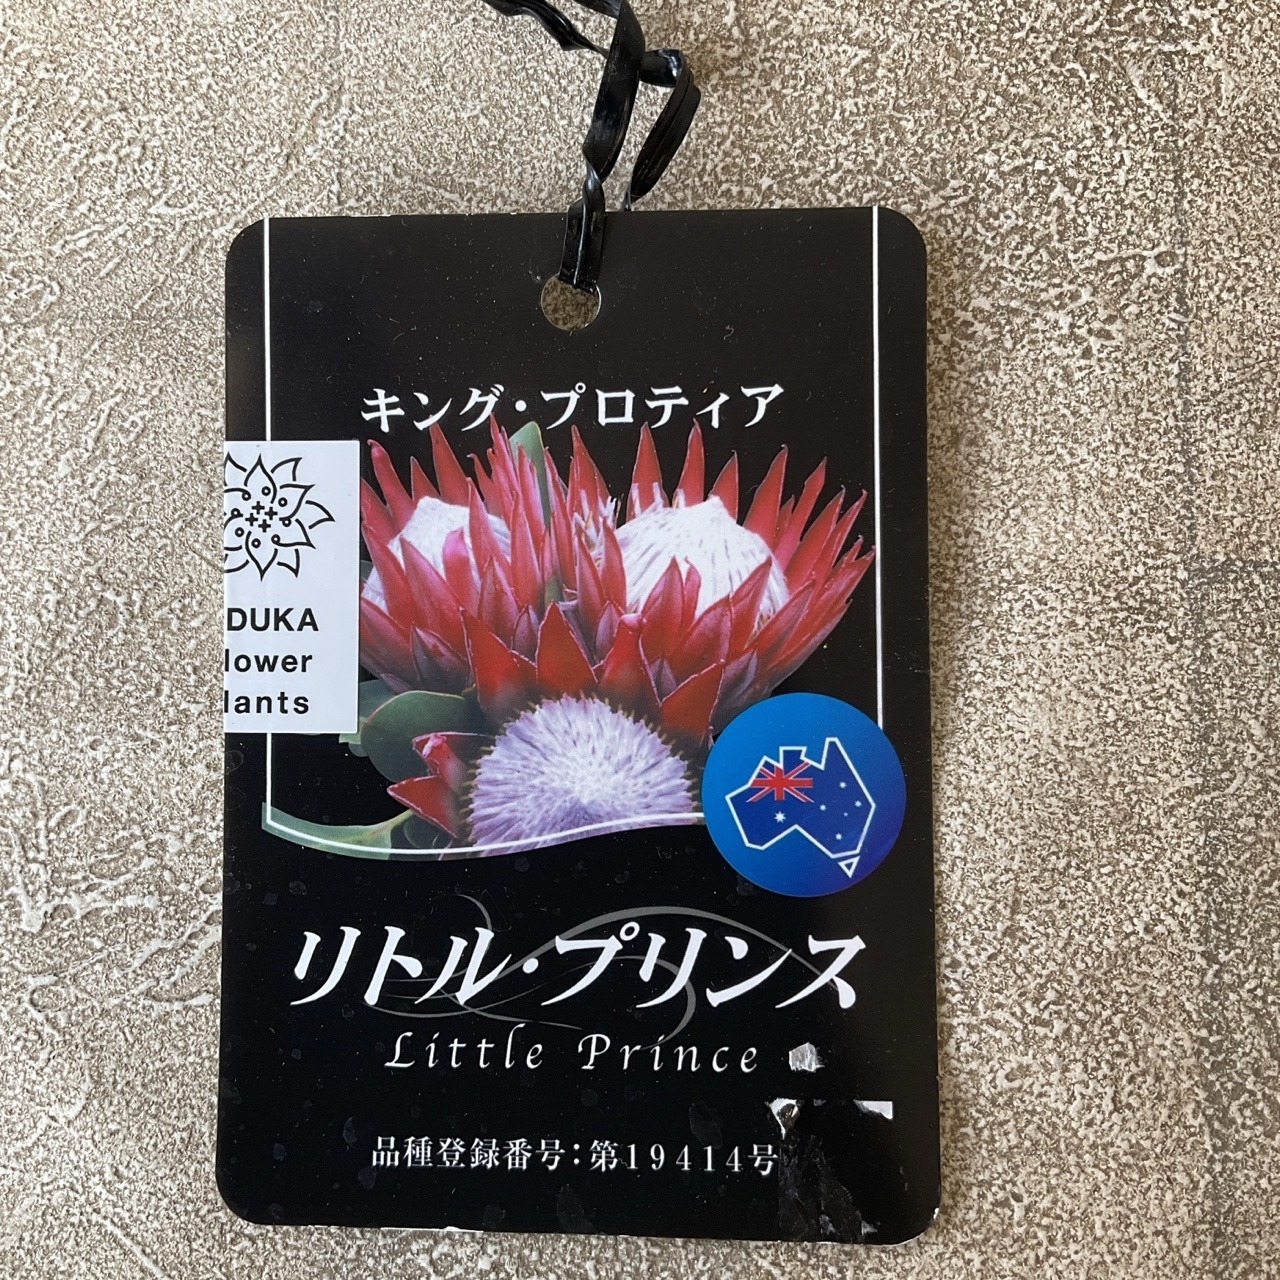 キング・プロティア
DUKA
lower
lants
リトル・プリンス
Little Prince
品種登録番号:第19414号